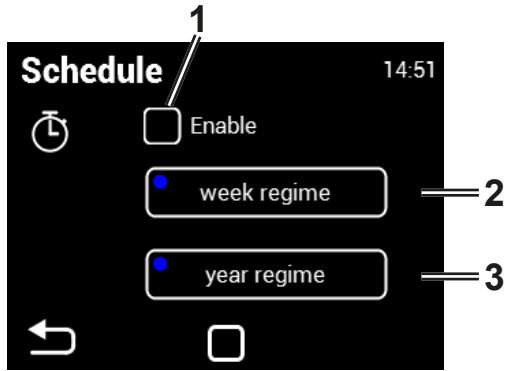 1
Schedule 14:51
Enable
week regime 2
year regime 3